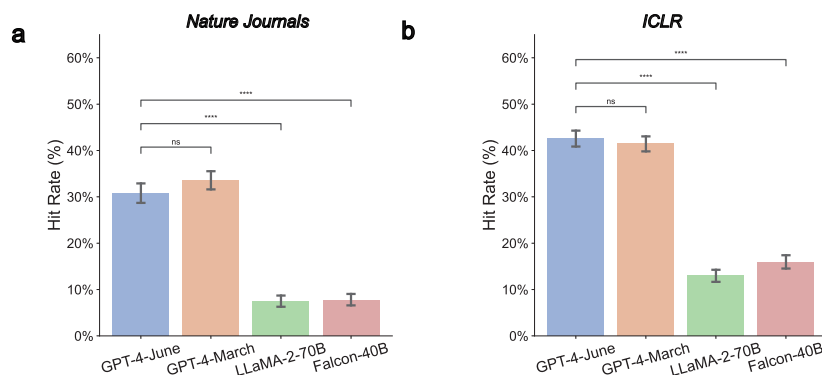 a
Nature Journals
Hit Rate (%)
60%
50%
40%
30%
20%
10%
0%
****
****
ns
GPT-4-June
GPT-4-March
LLaMA-2-70B
Falcon-40B
b
ICLR
Hit Rate (%)
60%
50%
40%
30%
20%
10%
0%
****
****
ns
GPT-4-June
GPT-4-March
LLaMA-2-70B
Falcon-40B